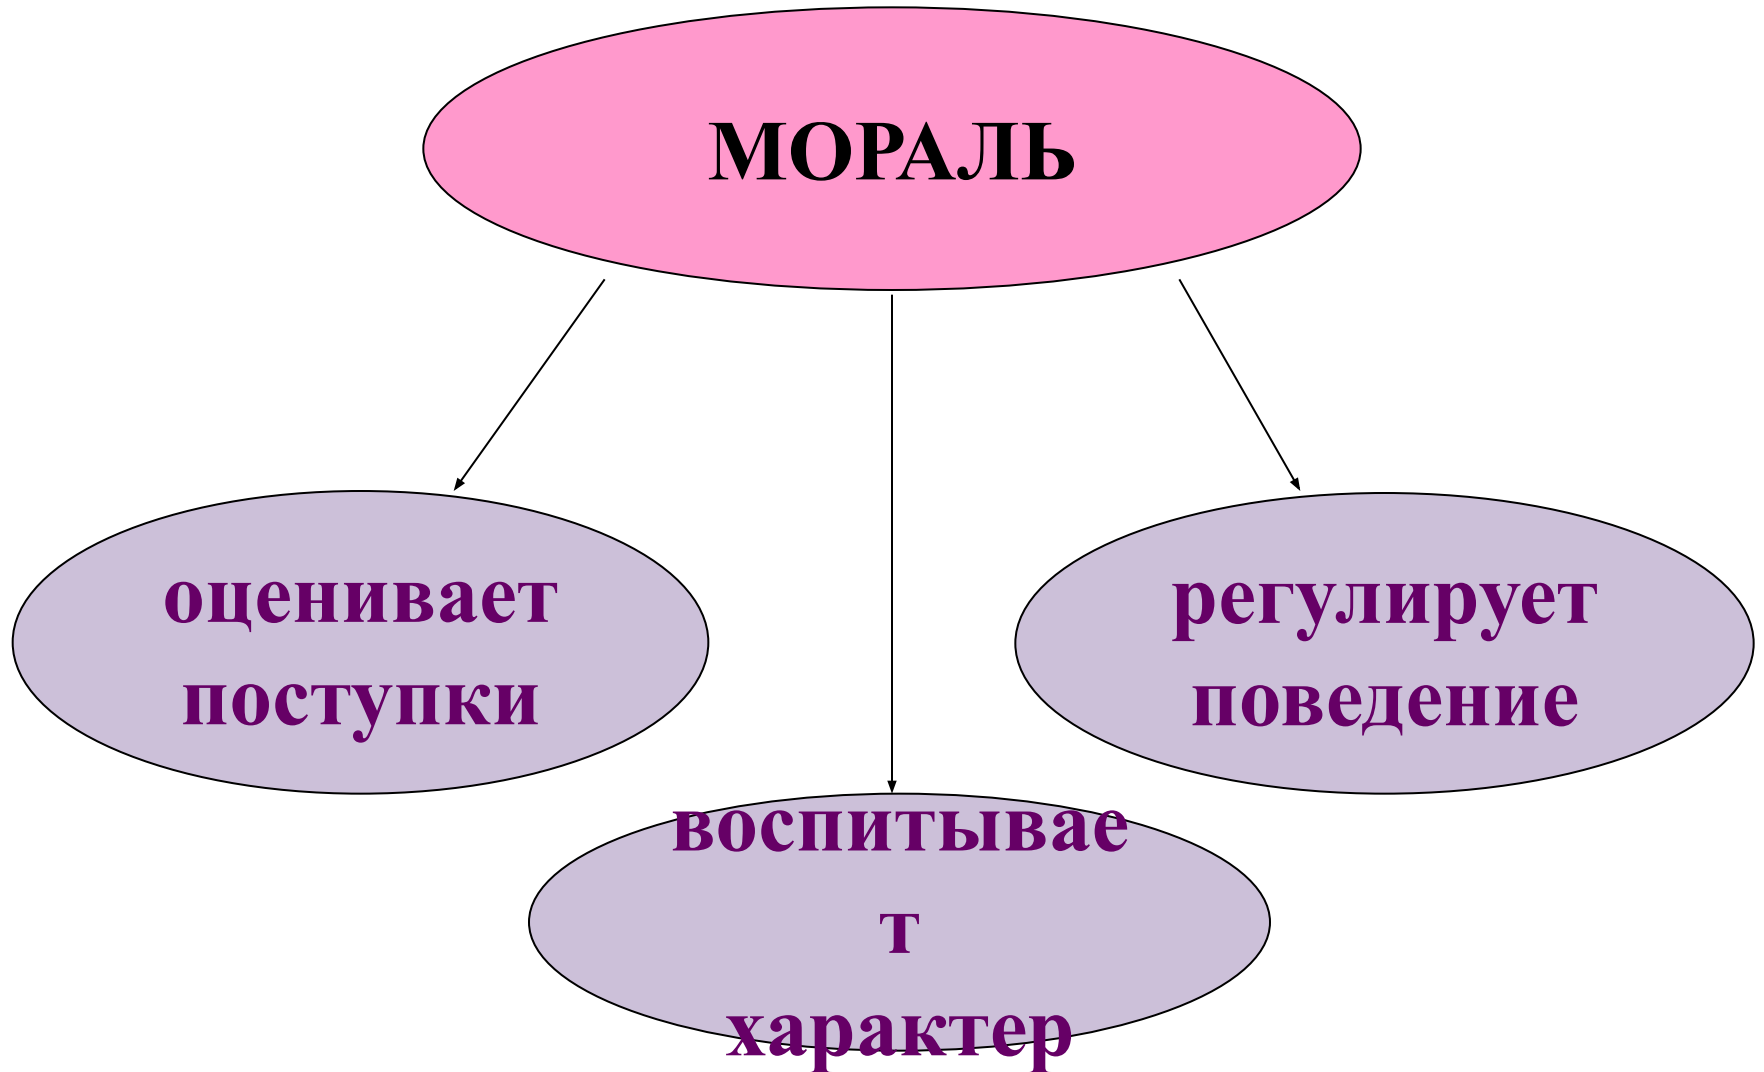 МОРАЛЬ
оценивает
поступки
регулирует
поведение
воспитывае
т
характер